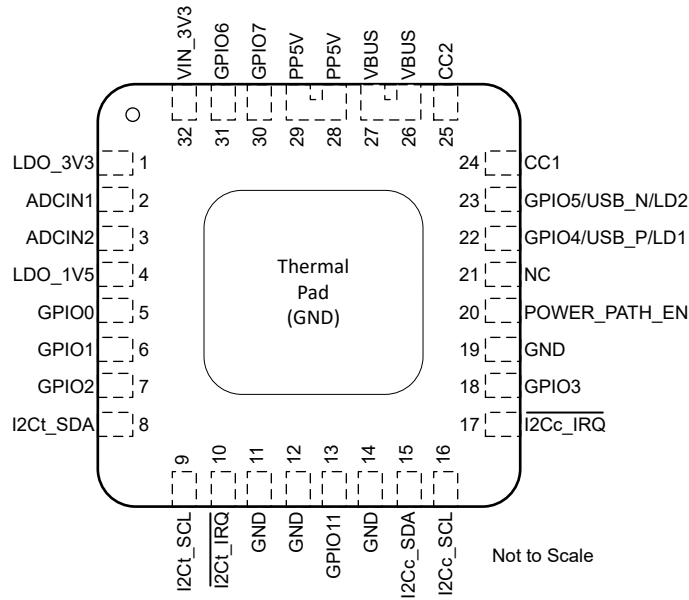 VIN_3V3
GPIO6
GPIO7
PP5V
PP5V
VBUS
VBUS
CC2
32
31
30
29
28
27
26
25
LDO_3V3 1
ADCIN1 2
ADCIN2 3
LDO_1V5 4
GPIO0 5
GPIO1 6
GPIO2 7
I2Ct_SDA 8
Thermal
Pad
(GND)
24 CC1
23 GPIO5/USB_N/LD2
22 GPIO4/USB_P/LD1
21 NC
20 POWER_PATH_EN
19 GND
18 GPIO3
17 I2Cc_IRQ
9
10
11
12
13
14
15
16
I2Ct_SCL
I2Ct_IRQ
GND
GND
GPIO11
GND
I2Cc_SDA
I2Cc_SCL
Not to Scale